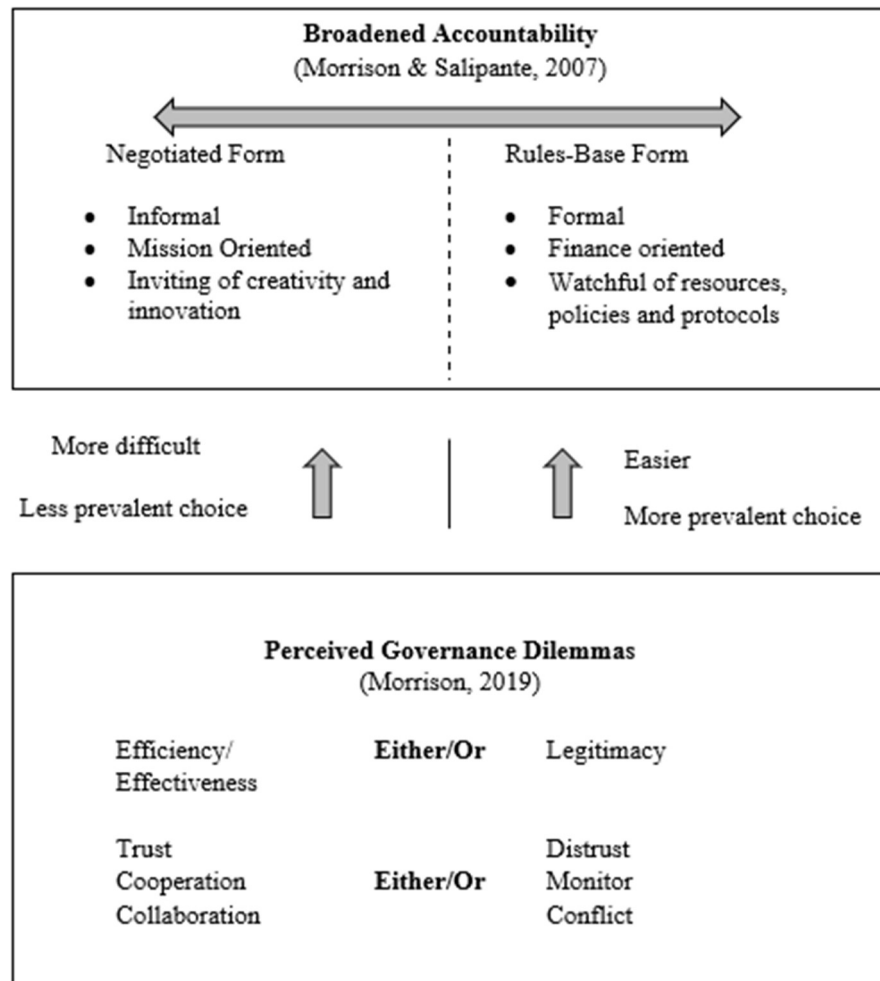 Broadened Accountability
(Morrison & Salipante, 2007)
Negotiated Form
• Informal
• Mission Oriented
• Inviting of creativity and
innovation
Rules-Base Form
• Formal
• Finance oriented
• Watchful of resources,
policies and protocols
More difficult
Less prevalent choice
Easier
More prevalent choice
Perceived Governance Dilemmas
(Morrison, 2019)
Efficiency/
Effectiveness
Either/Or
Legitimacy
Trust
Cooperation
Collaboration
Either/Or
Distrust
Monitor
Conflict